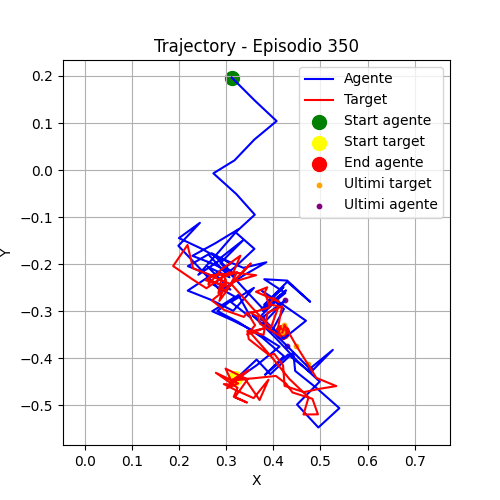 Trajectory - Episodio 350
Agente
Target
Start agente
Start target
End agente
Ultimi target
Ultimi agente
0.2
0.1
0.0
−0.1
−0.2
−0.3
−0.4
−0.5
Y
0.0 0.1 0.2 0.3 0.4 0.5 0.6 0.7
X